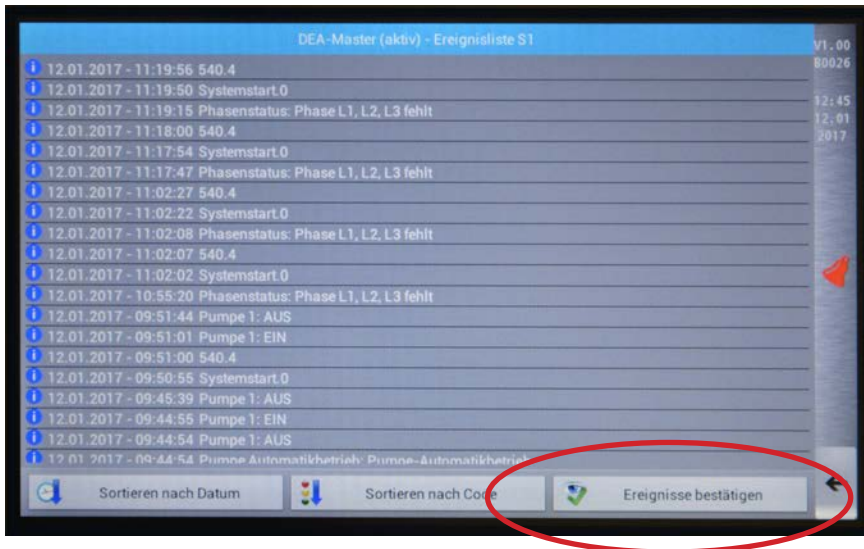 DEA-Master (aktiv) - Ereignisliste S1
V1.00
B0026
12:45
12.01
2017
12.01.2017 - 11:19:56 540.4
12.01.2017 - 11:19:50 Systemstart.0
12.01.2017 - 11:19:15 Phasenstatus: Phase L1, L2, L3 fehlt
12.01.2017 - 11:18:00 540.4
12.01.2017 - 11:17:54 Systemstart.0
12.01.2017 - 11:17:47 Phasenstatus: Phase L1, L2, L3 fehlt
12.01.2017 - 11:02:27 540.4
12.01.2017 - 11:02:22 Systemstart.0
12.01.2017 - 11:02:08 Phasenstatus: Phase L1, L2, L3 fehlt
12.01.2017 - 11:02:07 540.4
12.01.2017 - 11:02:02 Systemstart.0
12.01.2017 - 10:55:20 Phasenstatus: Phase L1, L2, L3 fehlt
12.01.2017 - 09:51:44 Pumpe 1: AUS
12.01.2017 - 09:51:01 Pumpe 1: EIN
12.01.2017 - 09:51:00 540.4
12.01.2017 - 09:50:55 Systemstart.0
12.01.2017 - 09:45:39 Pumpe 1: AUS
12.01.2017 - 09:44:55 Pumpe 1: EIN
12.01.2017 - 09:44:54 Pumpe 1: AUS
12.01.2017 - 09:44:54 Pumpe Automatikbetrieb: Pumpe-Automatikbetrieb
Sortieren nach Datum
Sortieren nach Code
Ereignisse bestätigen